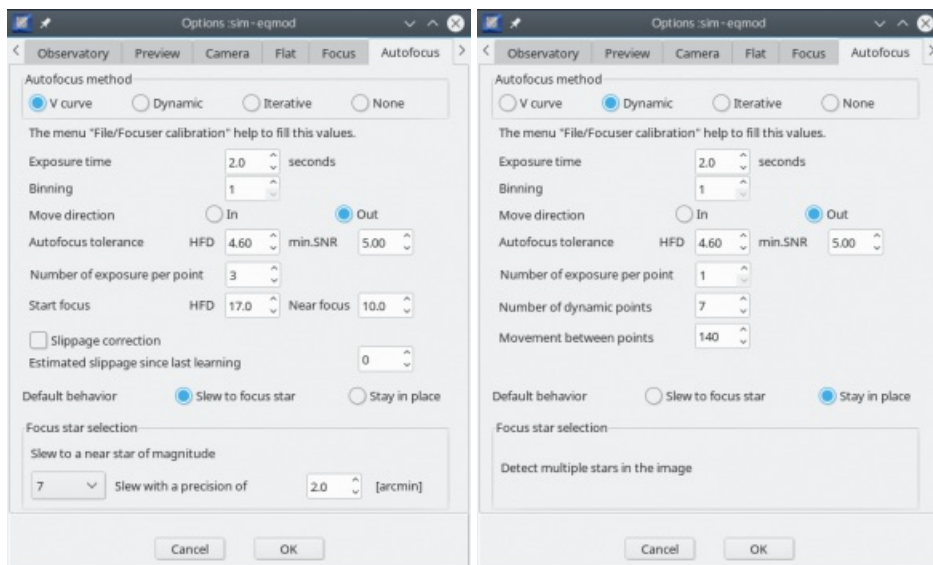 Options :sim-eqmod
Observatory Preview Camera Flat Focus Autofocus
Autofocus method
V curve Dynamic Iterative None
The menu "File/Focuser calibration" help to fill this values.
Exposure time 2.0 seconds
Binning 1
Move direction In Out
Autofocus tolerance HFD 4.60 min.SNR 5.00
Number of exposure per point 3
Start focus HFD 17.0 Near focus 10.0
Slippage correction
Estimated slippage since last learning 0
Default behavior Slew to focus star Stay in place
Focus star selection
Slew to a near star of magnitude
7 Slew with a precision of 2.0 [arcmin]
Cancel OK
Options :sim-eqmod
Observatory Preview Camera Flat Focus Autofocus
Autofocus method
V curve Dynamic Iterative None
The menu "File/Focuser calibration" help to fill this values.
Exposure time 2.0 seconds
Binning 1
Move direction In Out
Autofocus tolerance HFD 4.60 min.SNR 5.00
Number of exposure per point 1
Number of dynamic points 7
Movement between points 140
Default behavior Slew to focus star Stay in place
Focus star selection
Detect multiple stars in the image
Cancel OK